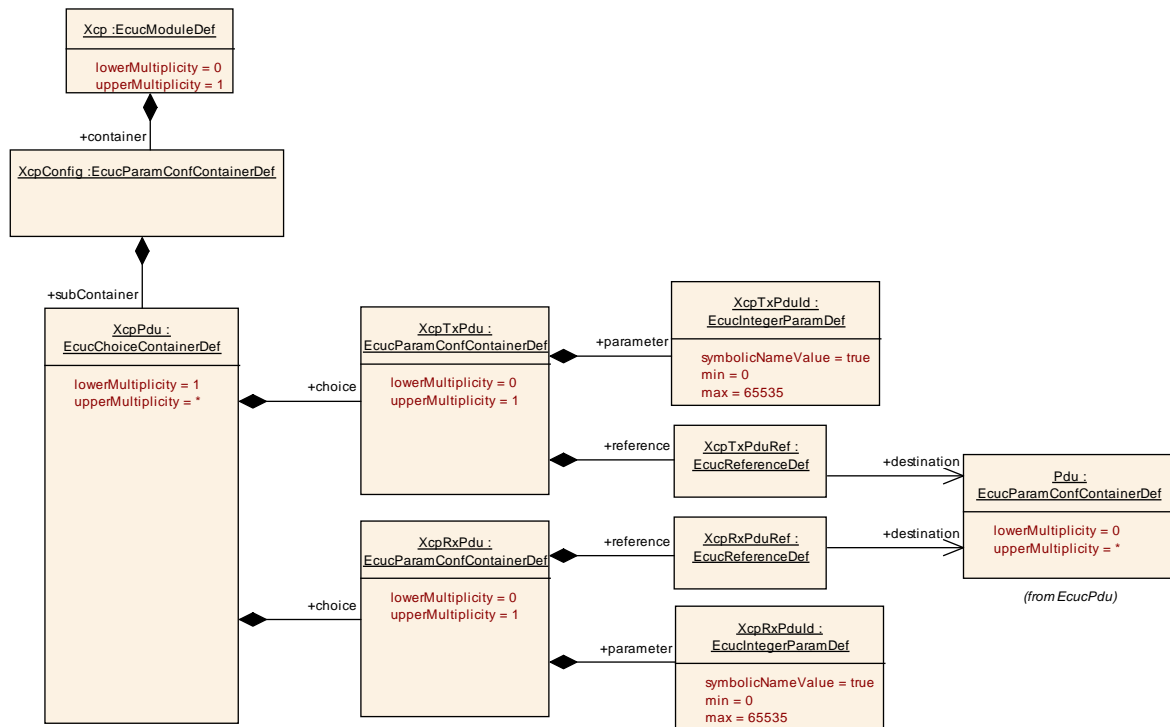 Xcp :EcucModuleDef
lowerMultiplicity = 0
upperMultiplicity = 1
+container
XcpConfig :EcucParamConfContainerDef
+subContainer
XcpPdu :
EcucChoiceContainerDef
lowerMultiplicity = 1
upperMultiplicity = *
+choice
XcpTxPdu :
EcucParamConfContainerDef
lowerMultiplicity = 0
upperMultiplicity = 1
+parameter
XcpTxPduId :
EcucIntegerParamDef
symbolicNameValue = true
min = 0
max = 65535
+reference
XcpTxPduRef :
EcucReferenceDef
+destination
Pdu :
EcucParamConfContainerDef
lowerMultiplicity = 0
upperMultiplicity = *
(from EcucPdu)
+choice
XcpRxPdu :
EcucParamConfContainerDef
lowerMultiplicity = 0
upperMultiplicity = 1
+reference
XcpRxPduRef :
EcucReferenceDef
+destination
+parameter
XcpRxPduId :
EcucIntegerParamDef
symbolicNameValue = true
min = 0
max = 65535